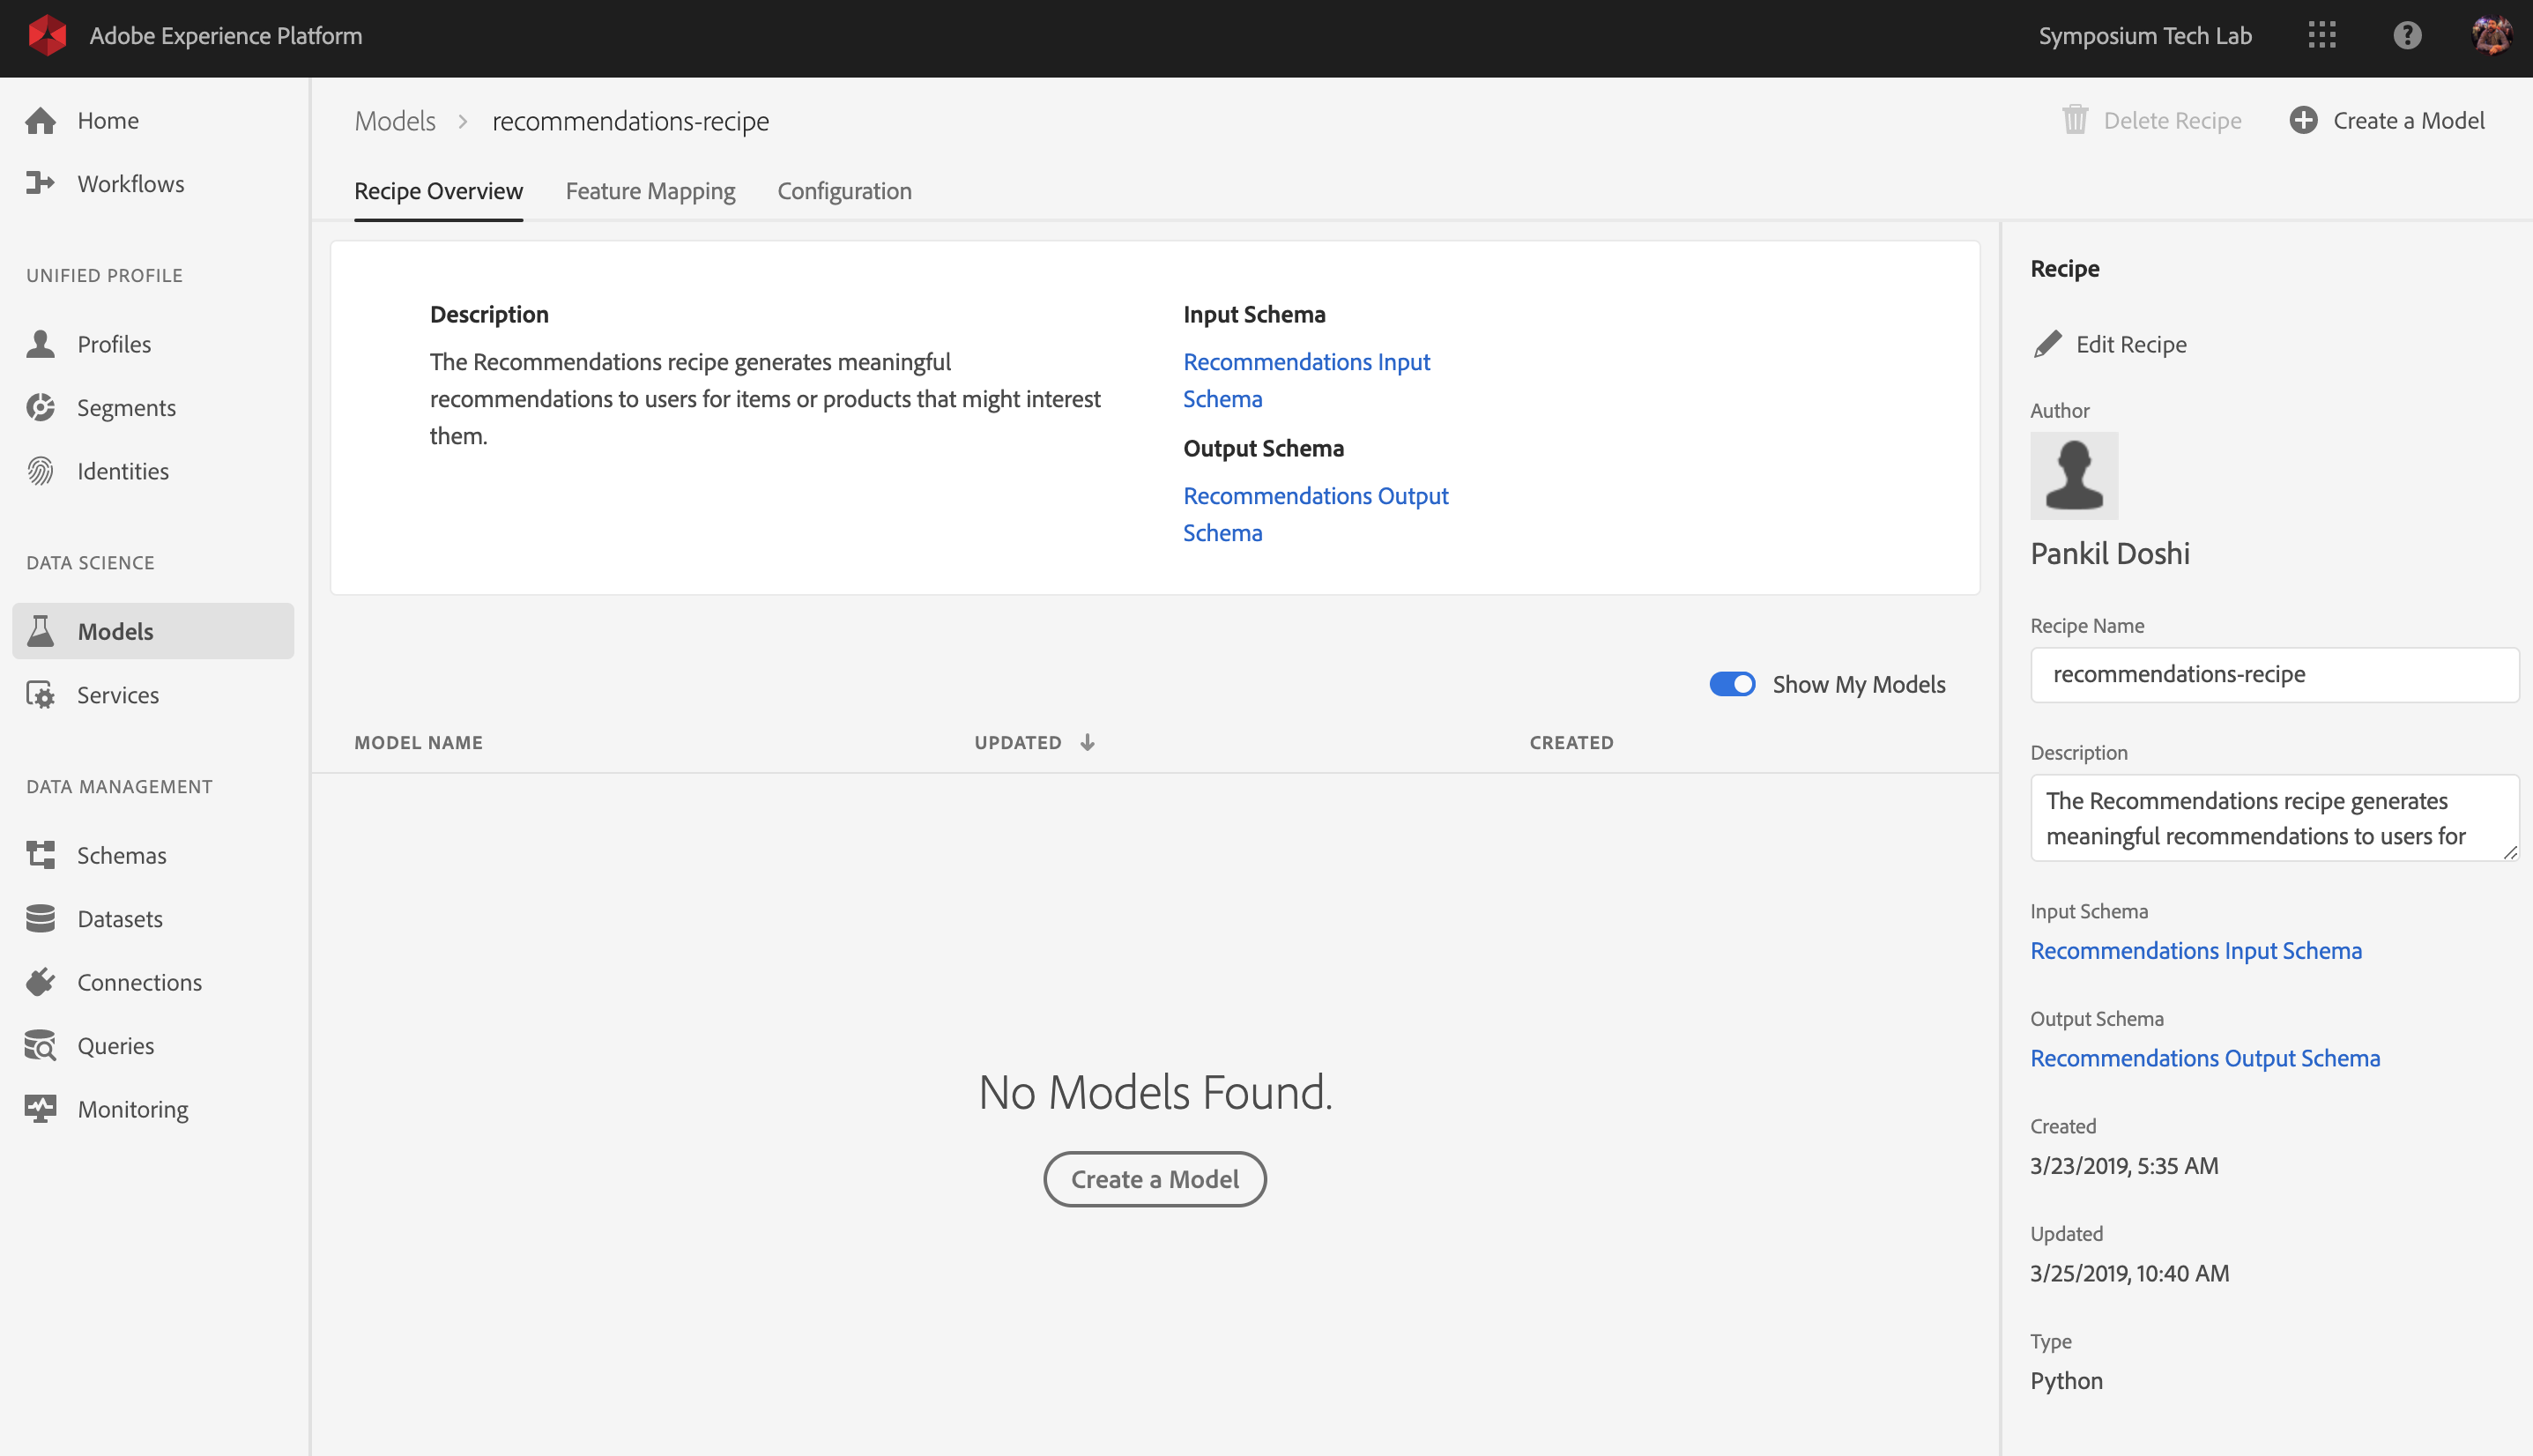 Adobe Experience Platform
Symposium Tech Lab
Home
Workflows
UNIFIED PROFILE
Profiles
Segments
Identities
DATA SCIENCE
Models
Services
DATA MANAGEMENT
Schemas
Datasets
Connections
Queries
Monitoring
Models > recommendations-recipe
Delete Recipe
Create a Model
Recipe Overview
Feature Mapping
Configuration
Description
The Recommendations recipe generates meaningful
recommendations to users for items or products that might interest
them.
Input Schema
Recommendations Input
Schema
Output Schema
Recommendations Output
Schema
Show My Models
MODEL NAME
UPDATED
CREATED
No Models Found.
Create a Model
Recipe
Edit Recipe
Author
Pankil Doshi
Recipe Name
recommendations-recipe
Description
The Recommendations recipe generates
meaningful recommendations to users for
Input Schema
Recommendations Input Schema
Output Schema
Recommendations Output Schema
Created
3/23/2019, 5:35 AM
Updated
3/25/2019, 10:40 AM
Type
Python